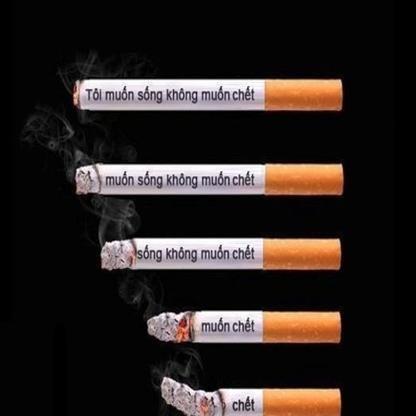 Tôi muốn sống không muốn chết
muốn sống không muốn chết
sống không muốn chết
muốn chết
chết